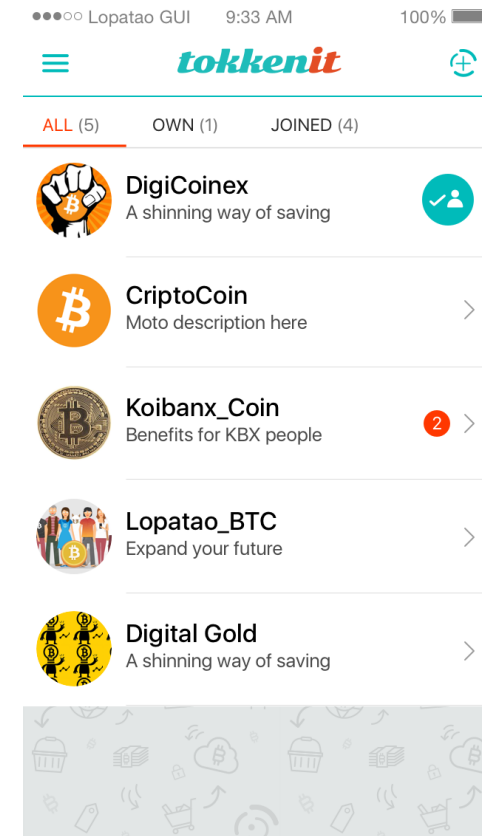 Lopatao GUI 9:33 AM 100%
tokkenit
ALL (5) OWN (1) JOINED (4)
DigiCoinex
A shinning way of saving
CriptoCoin
Moto description here
Koibanx_Coin
Benefits for KBX people
2
Lopatao_BTC
Expand your future
Digital Gold
A shinning way of saving